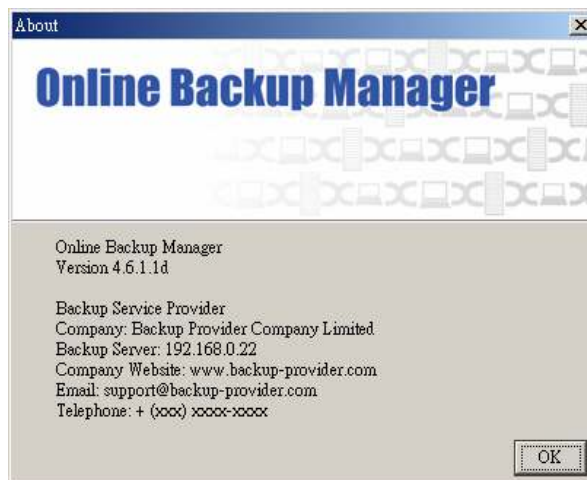 About
Online Backup Manager
Online Backup Manager
Version 4.6.1.1d
Backup Service Provider
Company: Backup Provider Company Limited
Backup Server: 192.168.0.22
Company Website: www.backup-provider.com
Email: support@backup-provider.com
Telephone: + (xxx) xxxx-xxxx
OK